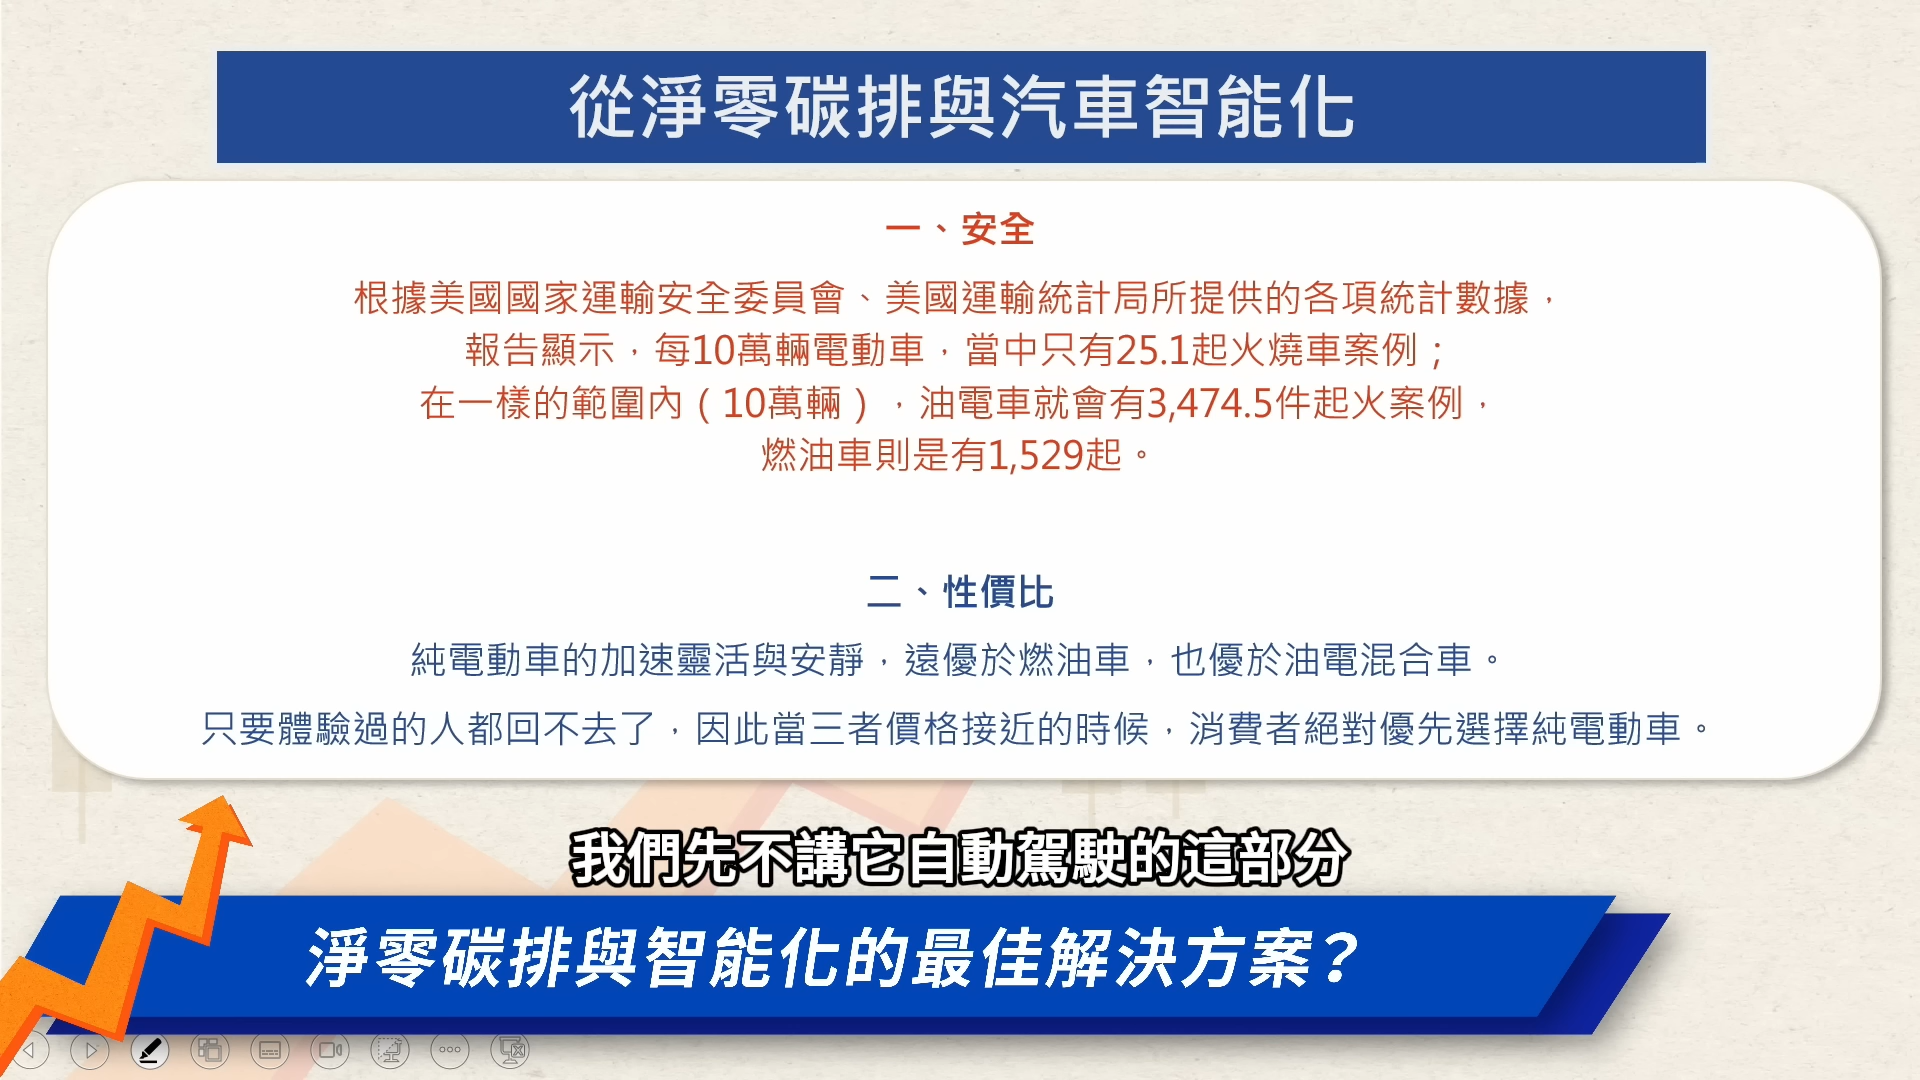 從淨零碳排與汽車智能化
一、安全
根據美國國家運輸安全委員會、美國運輸統計局所提供的各項統計數據，
報告顯示，每10萬輛電動車，當中只有25.1起火燒車案例；
在一樣的範圍內（10萬輛），油電車就會有3,474.5件起火案例，
燃油車則是有1,529起。
二、性價比
純電動車的加速靈活與安靜，遠優於燃油車，也優於油電混合車。
只要體驗過的人都回不去了，因此當三者價格接近的時候，消費者絕對優先選擇純電動車。
我們先不講它自動駕駛的這部分
淨零碳排與智能化的最佳解決方案？